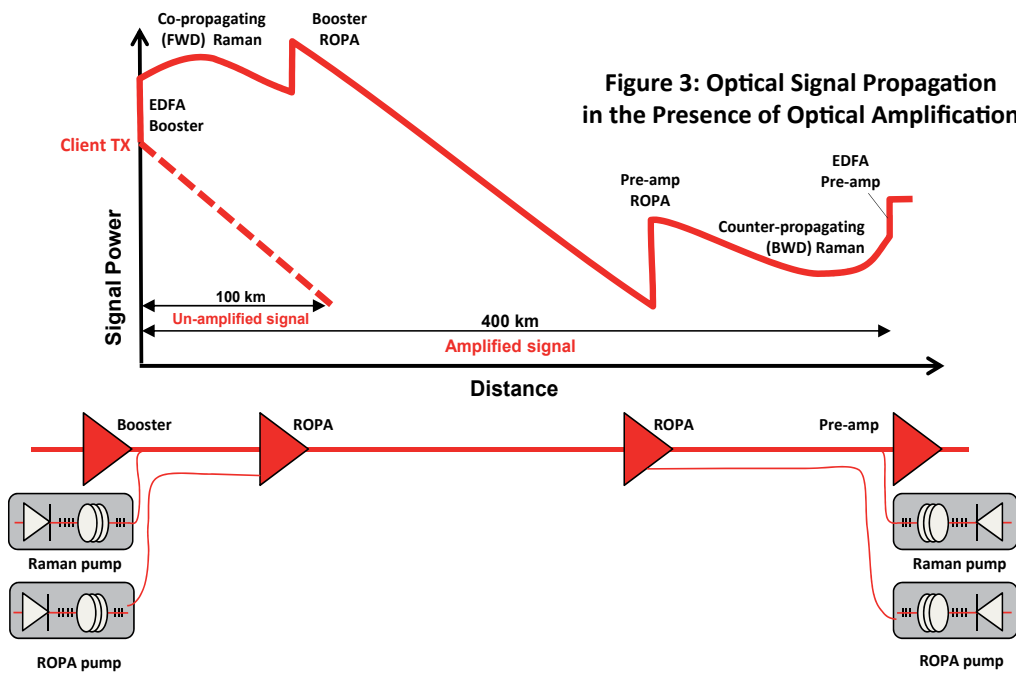 Co-propagating
(FWD) Raman
Booster
ROPA
Figure 3: Optical Signal Propagation
in the Presence of Optical Amplification
EDFA
Booster
Client TX
EDFA
Pre-amp
Pre-amp
ROPA
Counter-propagating
(BWD) Raman
Signal Power
100 km
Un-amplified signal
400 km
Amplified signal
Distance
Booster
ROPA
ROPA
Pre-amp
Raman pump
Raman pump
ROPA pump
ROPA pump